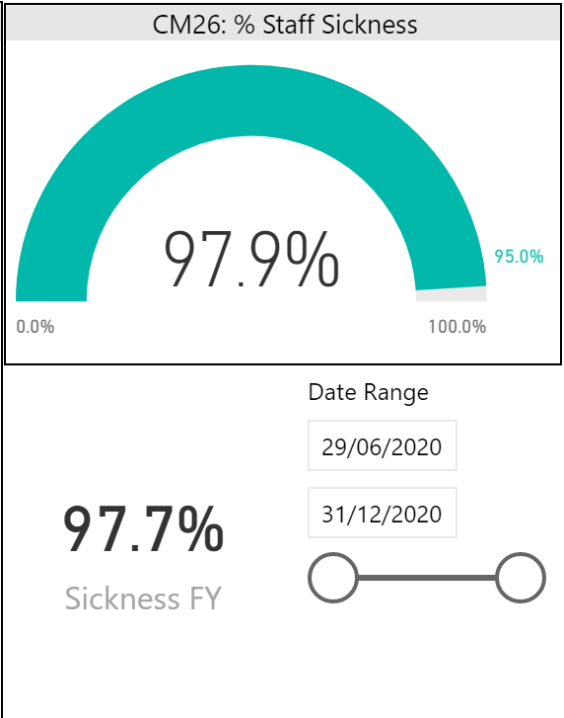 CM26: % Staff Sickness
97.9%
95.0%
0.0%
100.0%
Date Range
29/06/2020
31/12/2020
97.7%
Sickness FY